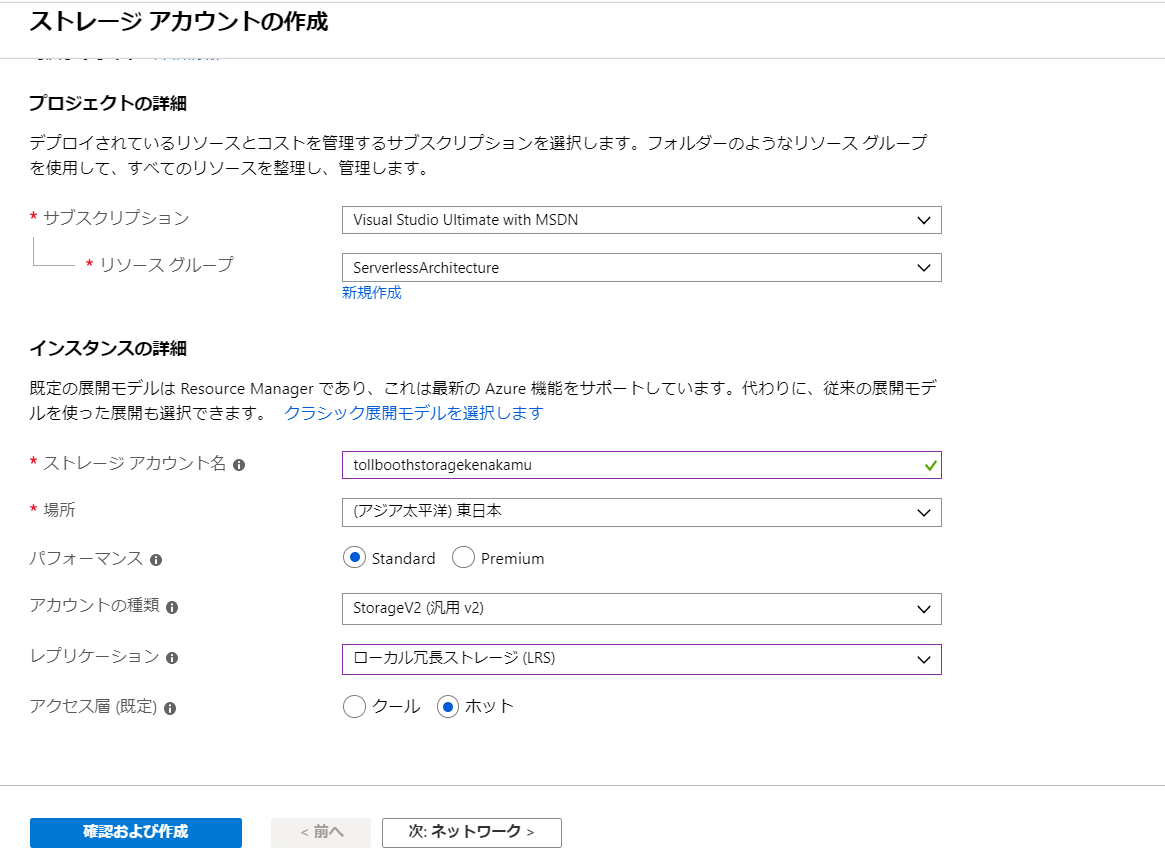 ストレージ アカウントの作成
プロジェクトの詳細
デプロイされているリソースとコストを管理するサブスクリプションを選択します。フォルダーのようなリソース グループ
を使用して、すべてのリソースを整理し、管理します。
* サブスクリプション
Visual Studio Ultimate with MSDN
* リソース グループ
ServerlessArchitecture
新規作成
インスタンスの詳細
既定の展開モデルは Resource Manager であり、これは最新の Azure 機能をサポートしています。代わりに、従来の展開モデ
ルを使った展開も選択できます。 クラシック展開モデルを選択します
* ストレージ アカウント名
tollboothstoragekenakamu
* 場所
(アジア太平洋) 東日本
パフォーマンス
Standard Premium
アカウントの種類
StorageV2 (汎用 v2)
レプリケーション
ローカル冗長ストレージ (LRS)
アクセス層 (既定)
クール ホット
確認および作成 < 前へ 次: ネットワーク >